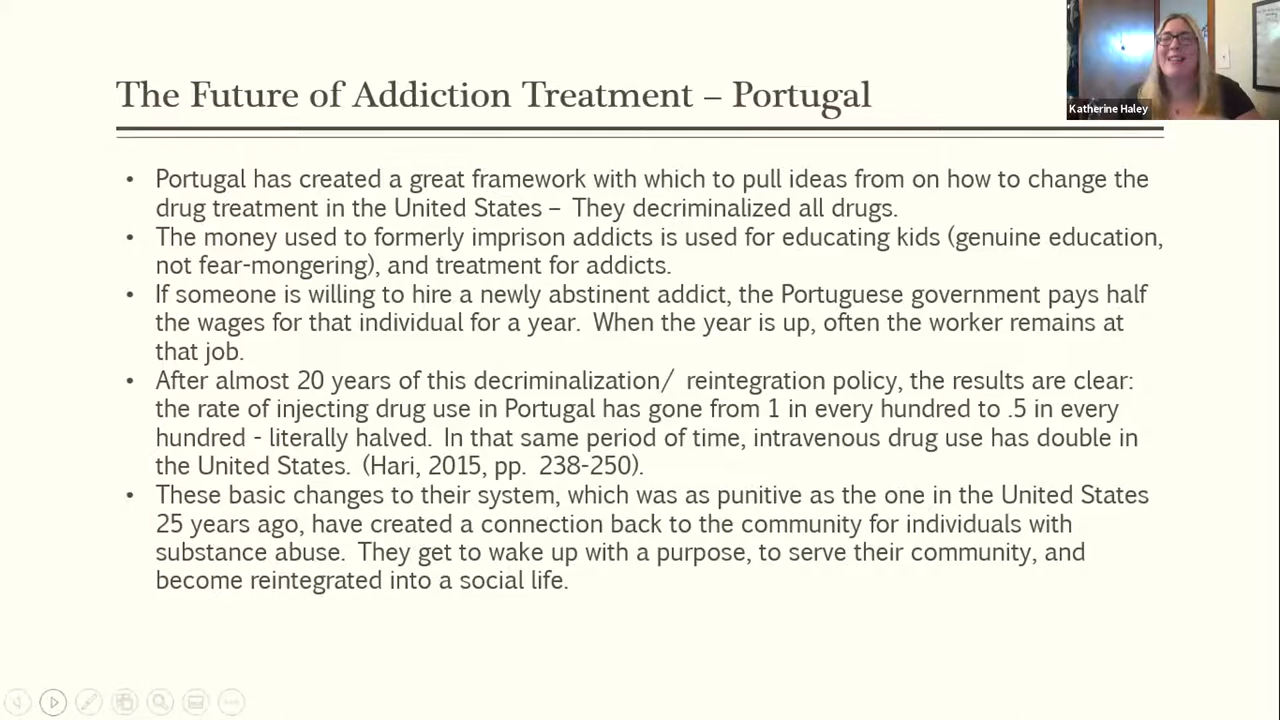 The Future of Addiction Treatment – Portugal
Katherine Haley
• Portugal has created a great framework with which to pull ideas from on how to change the
drug treatment in the United States – They decriminalized all drugs.
• The money used to formerly imprison addicts is used for educating kids (genuine education,
not fear-mongering), and treatment for addicts.
• If someone is willing to hire a newly abstinent addict, the Portuguese government pays half
the wages for that individual for a year. When the year is up, often the worker remains at
that job.
• After almost 20 years of this decriminalization/ reintegration policy, the results are clear:
the rate of injecting drug use in Portugal has gone from 1 in every hundred to .5 in every
hundred - literally halved. In that same period of time, intravenous drug use has double in
the United States. (Hari, 2015, pp. 238-250).
• These basic changes to their system, which was as punitive as the one in the United States
25 years ago, have created a connection back to the community for individuals with
substance abuse. They get to wake up with a purpose, to serve their community, and
become reintegrated into a social life.